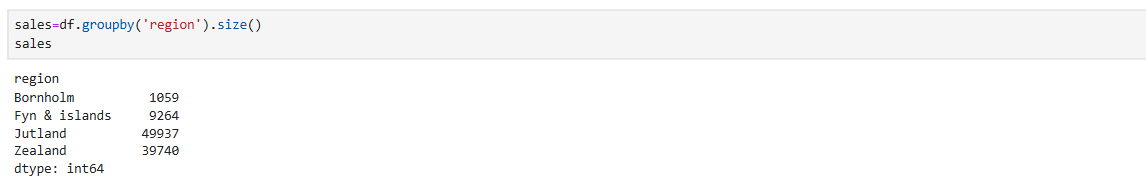 sales=df.groupby('region').size()
sales
region
Bornholm 1059
Fyn & islands 9264
Jutland 49937
Zealand 39740
dtype: int64